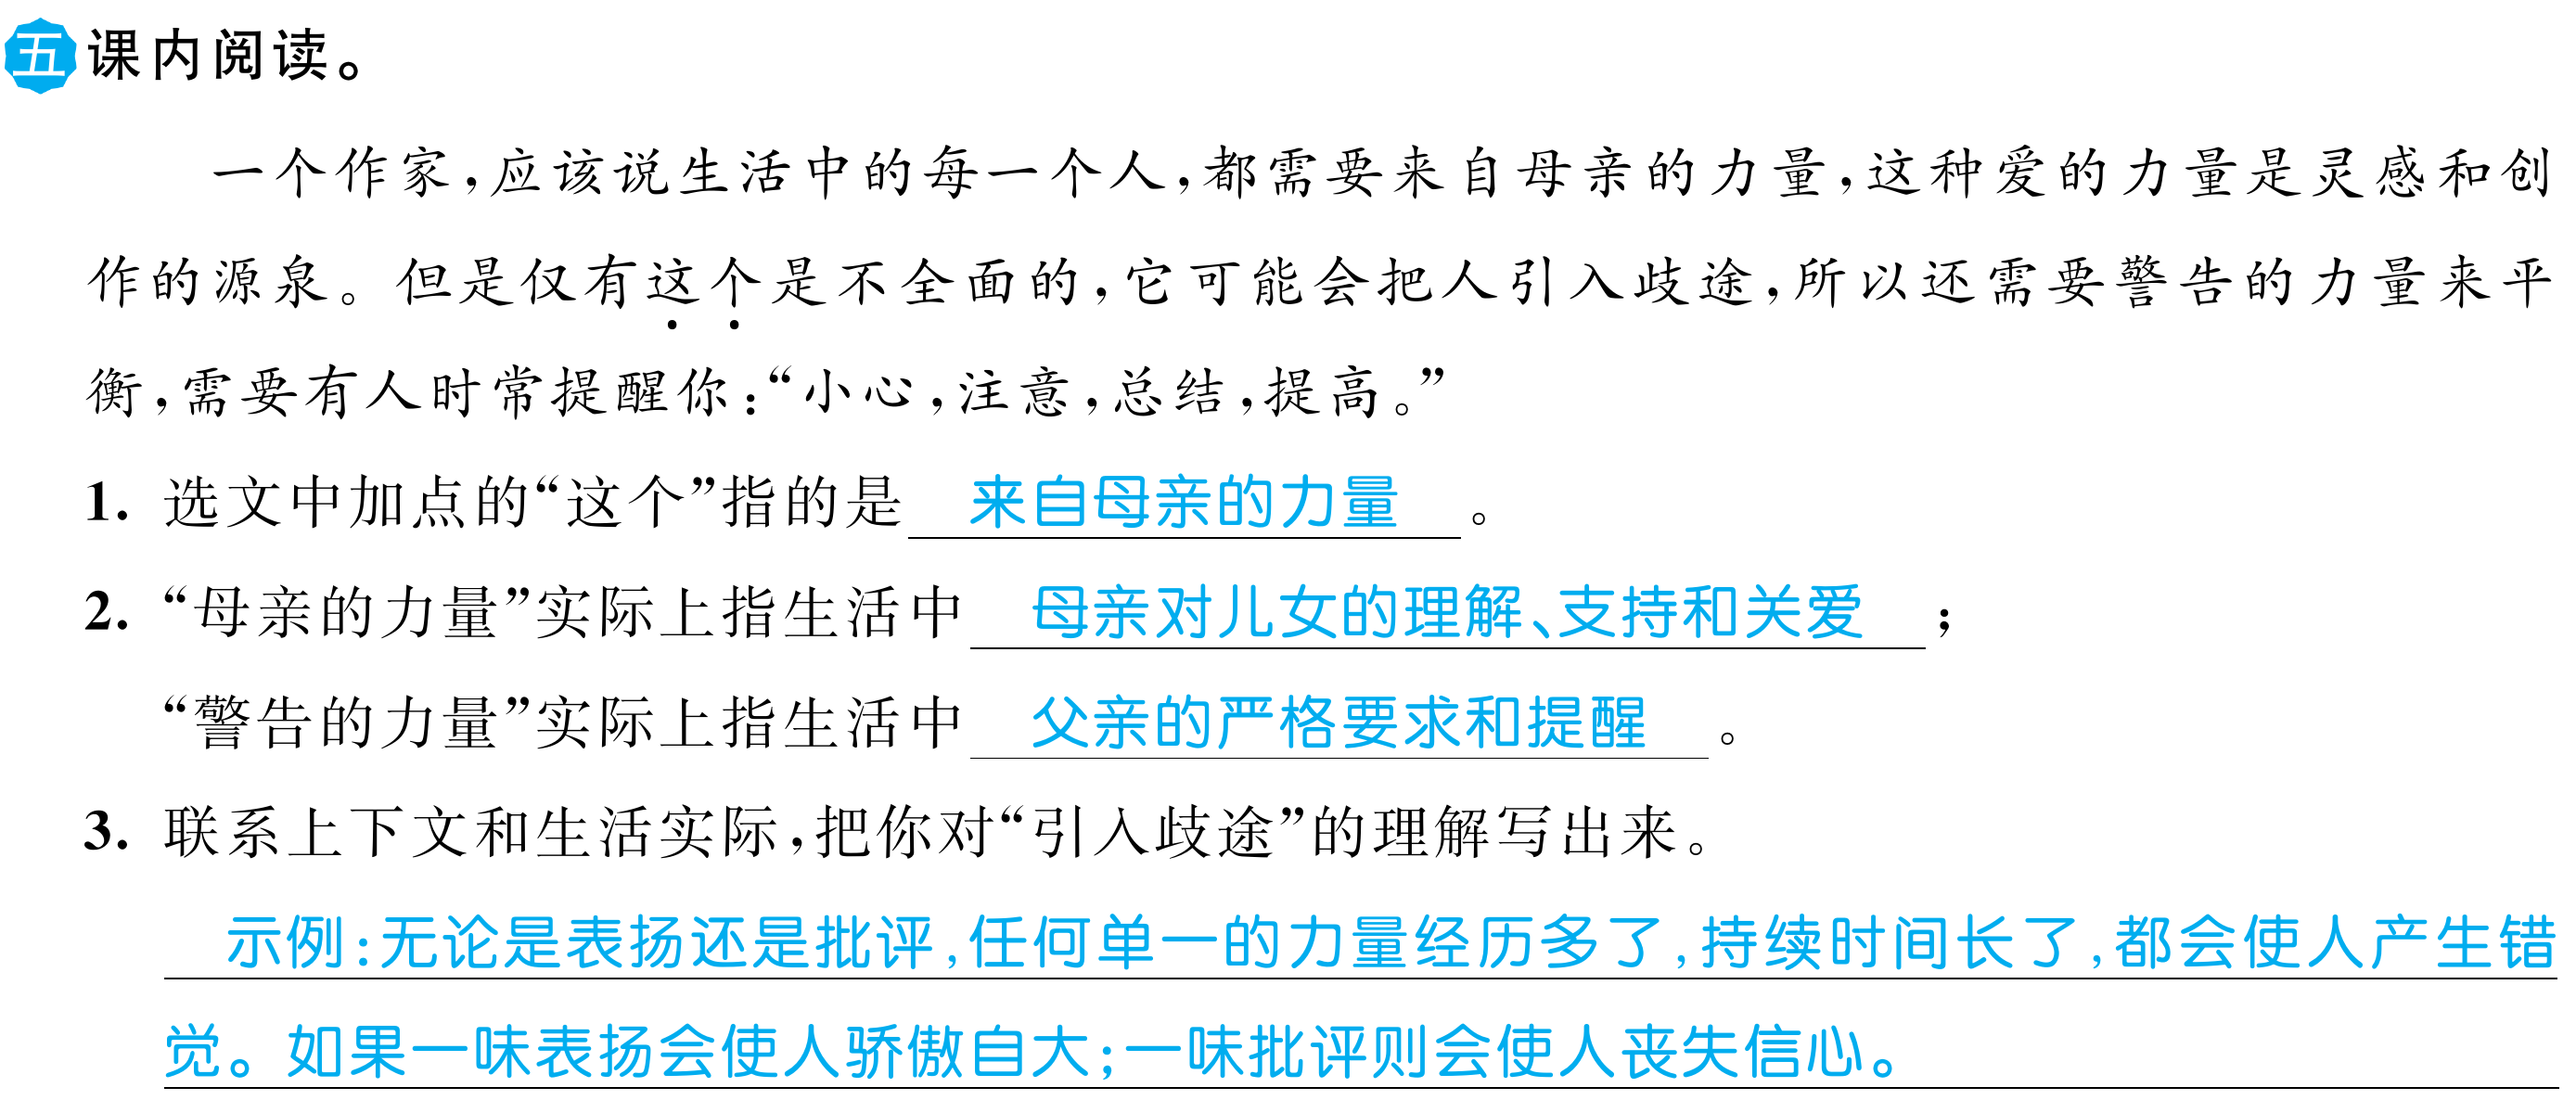 五 课内阅读。
一个作家,应该说生活中的每一个人,都需要来自母亲的力量,这种爱的力量是灵感和创
作的源泉。但是仅有这个是不全面的,它可能会把人引入歧途,所以还需要警告的力量来平
衡,需要有人时常提醒你:“小心,注意,总结,提高。”
1. 选文中加点的“这个”指的是 来自母亲的力量 。
2. “母亲的力量”实际上指生活中 母亲对儿女的理解、支持和关爱 ;
“警告的力量”实际上指生活中 父亲的严格要求和提醒 。
3. 联系上下文和生活实际,把你对“引入歧途”的理解写出来。
示例:无论是表扬还是批评,任何单一的力量经历多了,持续时间长了,都会使人产生错
觉。如果一味表扬会使人骄傲自大;一味批评则会使人丧失信心。